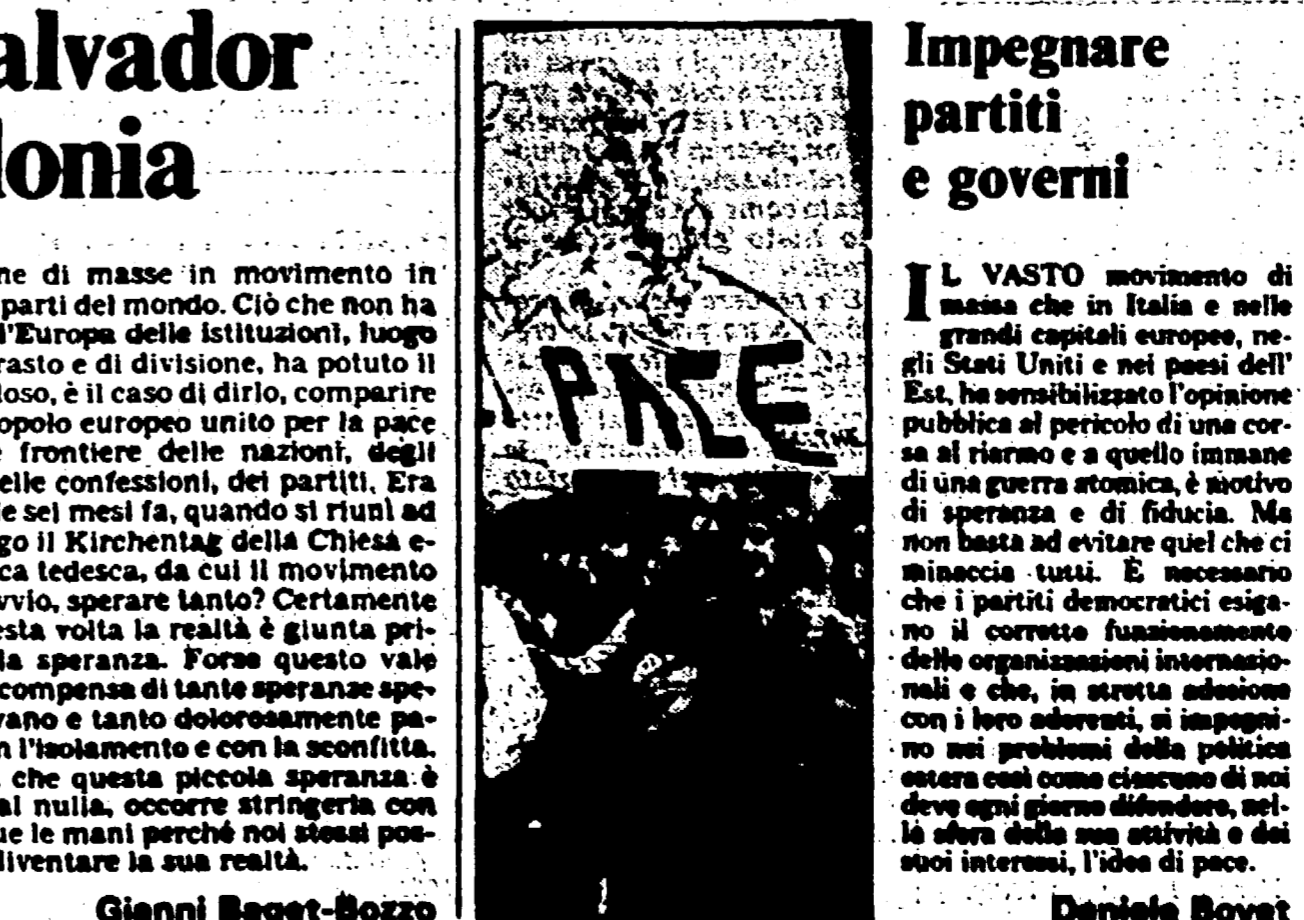 alvador
lonia
ne di masse in movimento in
parti del mondo. Ciò che non ha
l'Europa delle istituzioni, luogo
rasto e di divisione, ha potuto il
loso, è il caso di dirlo, comparire
opolo europeo unito per la pace
e frontiere delle nazioni, degli
elle confessioni, dei partiti. Era
e sei mesi fa, quando si riunì ad
go il Kirchentag della Chiesa e-
ca tedesca, da cui il movimento
vvio, sperare tanto? Certamente
esta volta la realtà è giunta pri-
la speranza. Forse questo vale
compensa di tante speranze spe-
vano e tanto dolorosamente pa-
n l'isolamento e con la sconfitta.
che questa piccola speranza è
al nulla, occorre stringerla con
ue le mani perché noi stessi pos-
diventare la sua realtà.
Gianni Baget-Bozzo
PACE
Impegnare
partiti
e governi
IL VASTO movimento di
massa che in Italia e nelle
grandi capitali europee, ne-
gli Stati Uniti e nei paesi dell'
Est, ha sensibilizzato l'opinione
pubblica al pericolo di una cor-
sa al riarmo e a quello immane
di una guerra atomica, è motivo
di speranza e di fiducia. Ma
non basta ad evitare quel che ci
minaccia tutti. È necessario
che i partiti democratici esiga-
no il corretto funzionamento
delle organizzazioni internazio-
nali e che, in stretta adesione
con i loro aderenti, si impegni-
no nei problemi della politica
estera così come ciascuno di noi
deve ogni giorno difendere, nel-
la sfera della sua attività e dei
suoi interessi, l'idea di pace.
Daniele Bovet